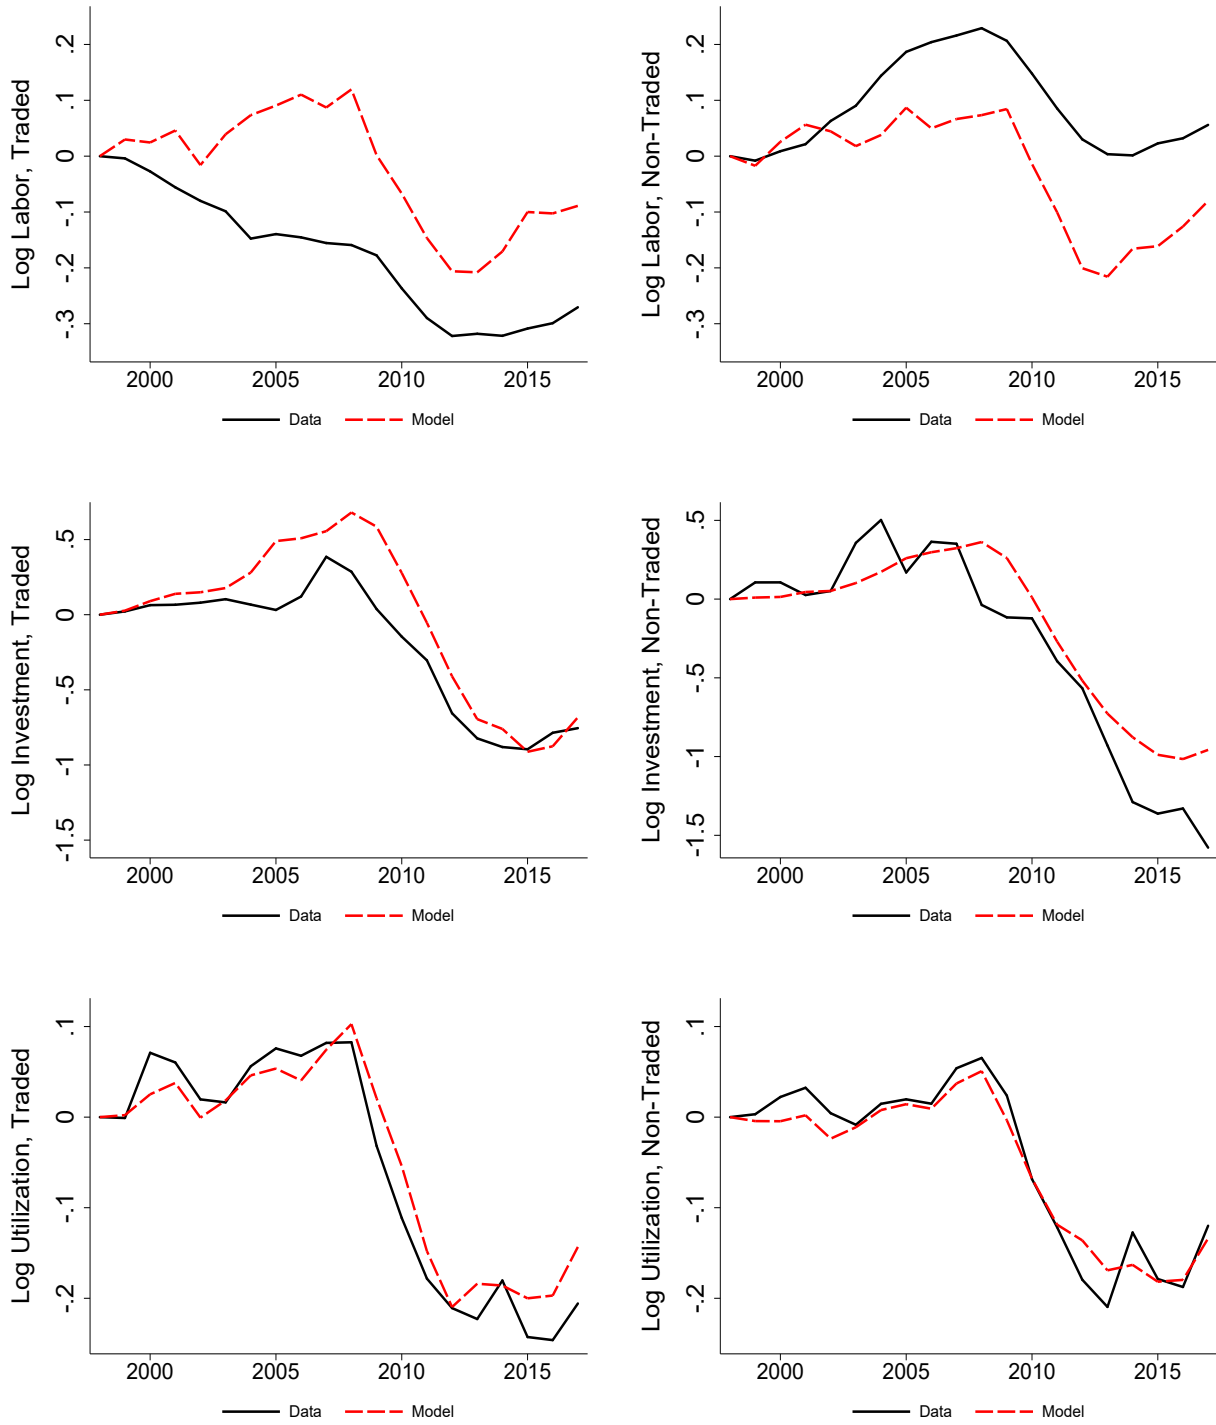 Log Labor, Traded
.2
.1
0
-.1
-.2
-.3
2000 2005 2010 2015
Data Model
Log Labor, Non-Traded
.2
.1
0
-.1
-.2
-.3
2000 2005 2010 2015
Data Model
Log Investment, Traded
.5
0
-.5
-1
-1.5
2000 2005 2010 2015
Data Model
Log Investment, Non-Traded
.5
0
-.5
-1
-1.5
2000 2005 2010 2015
Data Model
Log Utilization, Traded
.1
0
-.1
-.2
2000 2005 2010 2015
Data Model
Log Utilization, Non-Traded
.1
0
-.1
-.2
2000 2005 2010 2015
Data Model